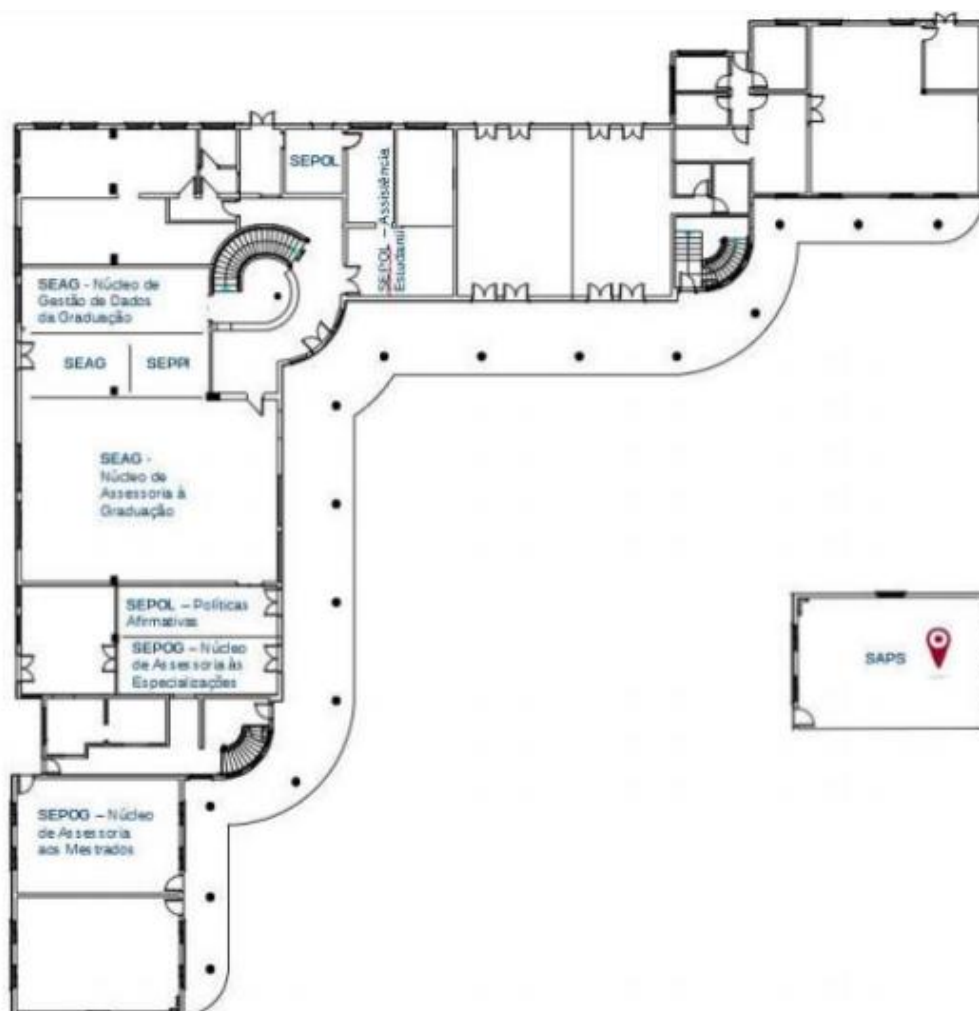 SEPOL
SEPOL – Assistência
Estudantil
SEAG - Núcleo de
Gestão de Dados
da Graduação
SEAG
SEPPI
SEAG -
Núcleo de
Assessoria à
Graduação
SEPOL – Políticas
Afirmativas
SEPOG – Núcleo
de Assessoria às
Especializações
SAPS
SEPOG – Núcleo
de Assessoria
aos Mestrados